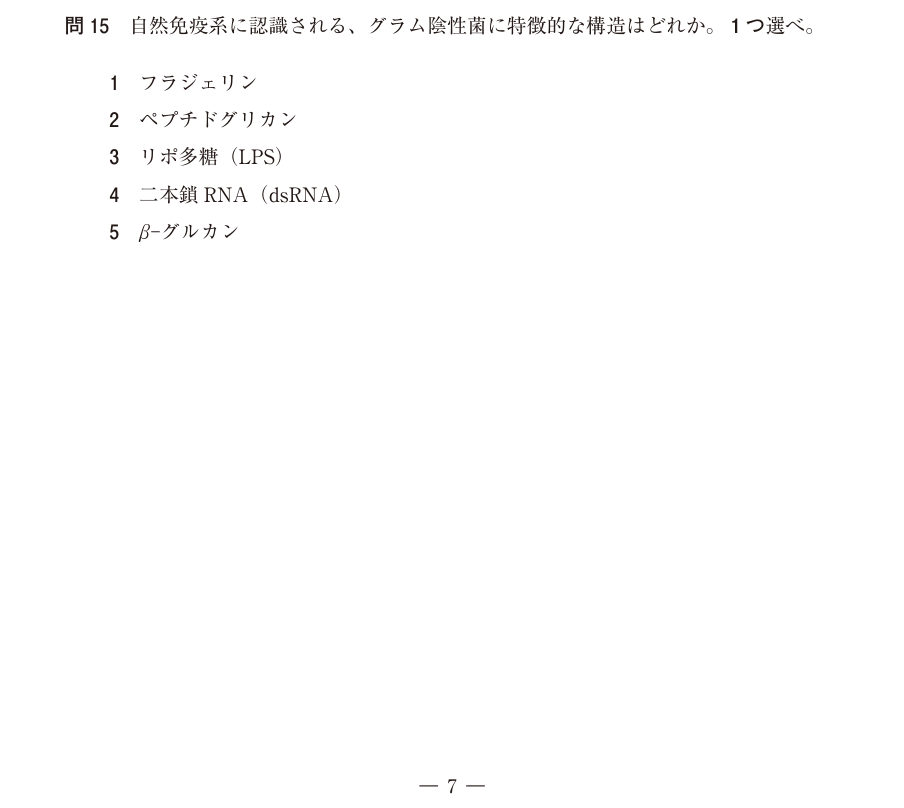 問 15 自然免疫系に認識される、グラム陰性菌に特徴的な構造はどれか。1つ選べ。
1 フラジェリン
2 ペプチドグリカン
3 リポ多糖（LPS）
4 二本鎖 RNA（dsRNA）
5 β-グルカン
— 7 —